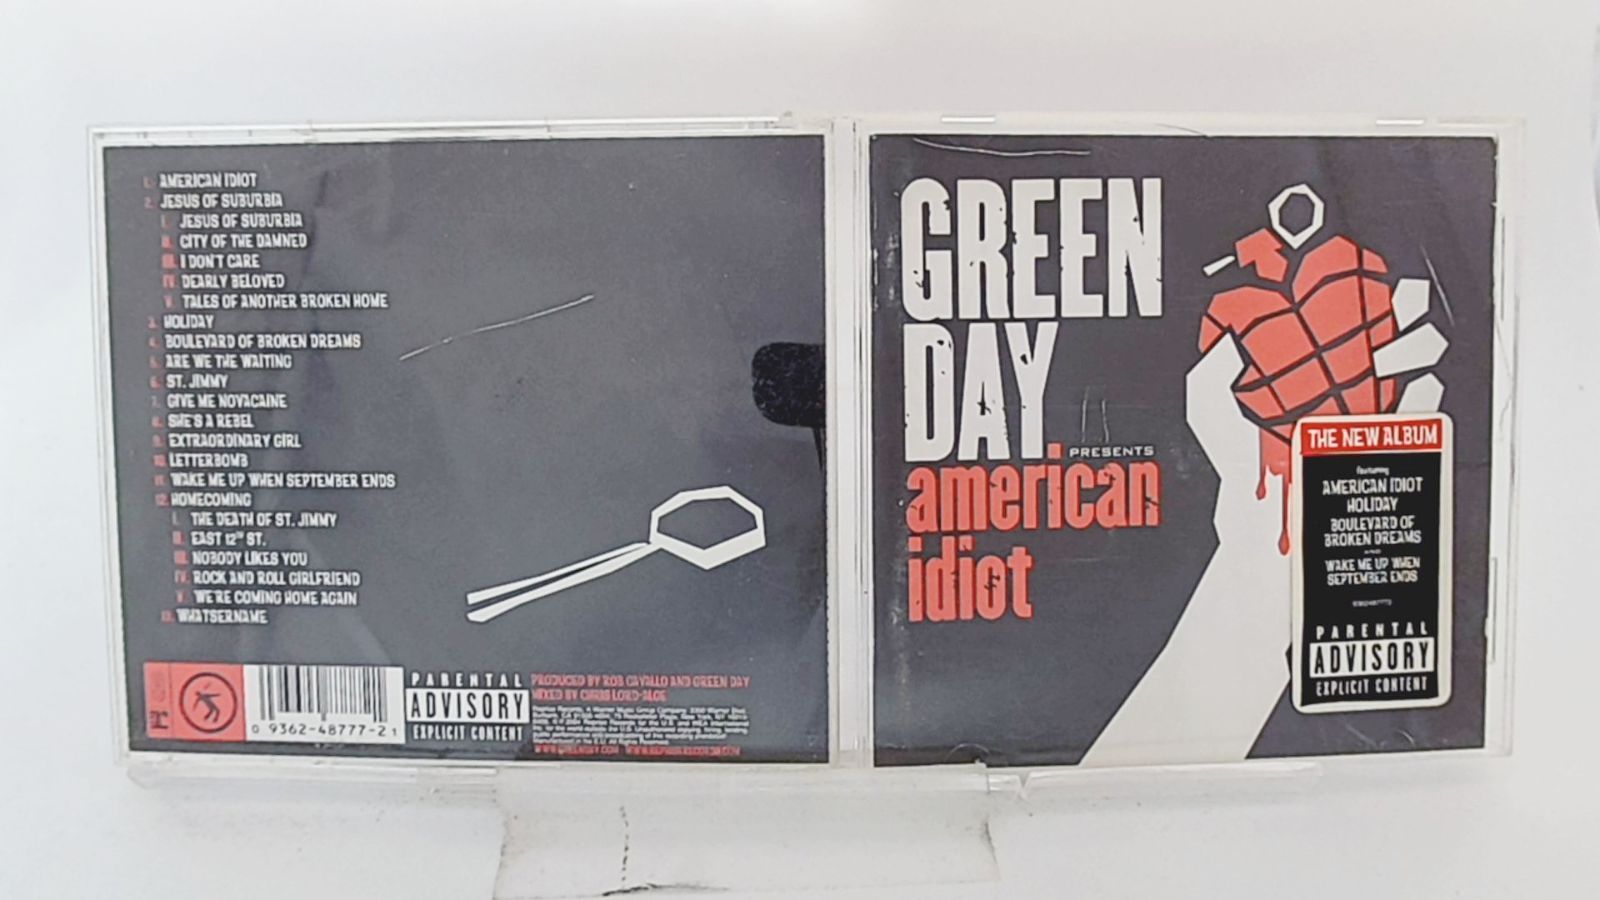 1. AMERICAN IDIOT
2. JESUS OF SUBURBIA
I. JESUS OF SUBURBIA
II. CITY OF THE DAMNED
III. I DON'T CARE
IV. DEARLY BELOVED
V. TALES OF ANOTHER BROKEN HOME
3. HOLIDAY
4. BOULEVARD OF BROKEN DREAMS
5. ARE WE THE WAITING
6. ST. JIMMY
7. GIVE ME NOVACAINE
8. SHE'S A REBEL
9. EXTRAORDINARY GIRL
10. LETTERBOMB
11. WAKE ME UP WHEN SEPTEMBER ENDS
12. HOMECOMING
I. THE DEATH OF ST. JIMMY
II. EAST 12TH ST.
III. NOBODY LIKES YOU
IV. ROCK AND ROLL GIRLFRIEND
V. WE'RE COMING HOME AGAIN
13. WHATSERNAME
0 9362-48777-2 1
PARENTAL
ADVISORY
EXPLICIT CONTENT
PRODUCED BY ROB CAVALLO AND GREEN DAY
MIXED BY CHRIS LORD-ALGE
GREEN
DAY
PRESENTS
american
idiot
THE NEW ALBUM
featuring
AMERICAN IDIOT
HOLIDAY
BOULEVARD OF
BROKEN DREAMS
WAKE ME UP WHEN
SEPTEMBER ENDS
PARENTAL
ADVISORY
EXPLICIT CONTENT